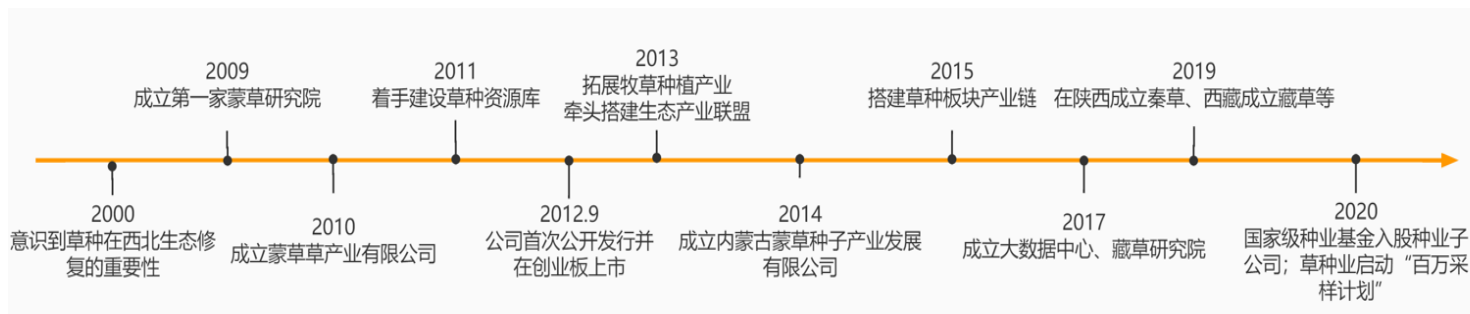 2000
意识到草种在西北生态修
复的重要性
2009
成立第一家蒙草研究院
2010
成立蒙草草产业有限公司
2011
着手建设草种资源库
2012.9
公司首次公开发行并
在创业板上市
2013
拓展牧草种植产业
牵头搭建生态产业联盟
2014
成立内蒙古蒙草种子产业发展
有限公司
2015
搭建草种板块产业链
2017
成立大数据中心、藏草研究院
2019
在陕西成立秦草、西藏成立藏草等
2020
国家级种业基金入股种业子
公司；草种业启动“百万采
样计划”